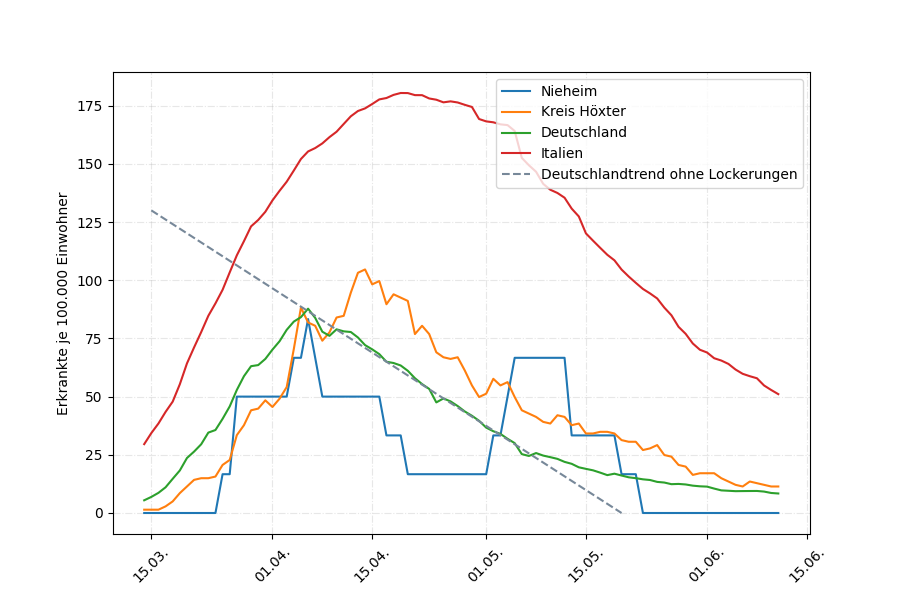 Nieheim
Kreis Höxter
Deutschland
Italien
Deutschlandtrend ohne Lockerungen
Erkrankte je 100.000 Einwohner
175
150
125
100
75
50
25
0
15.03.
01.04.
15.04.
01.05.
15.05.
01.06.
15.06.